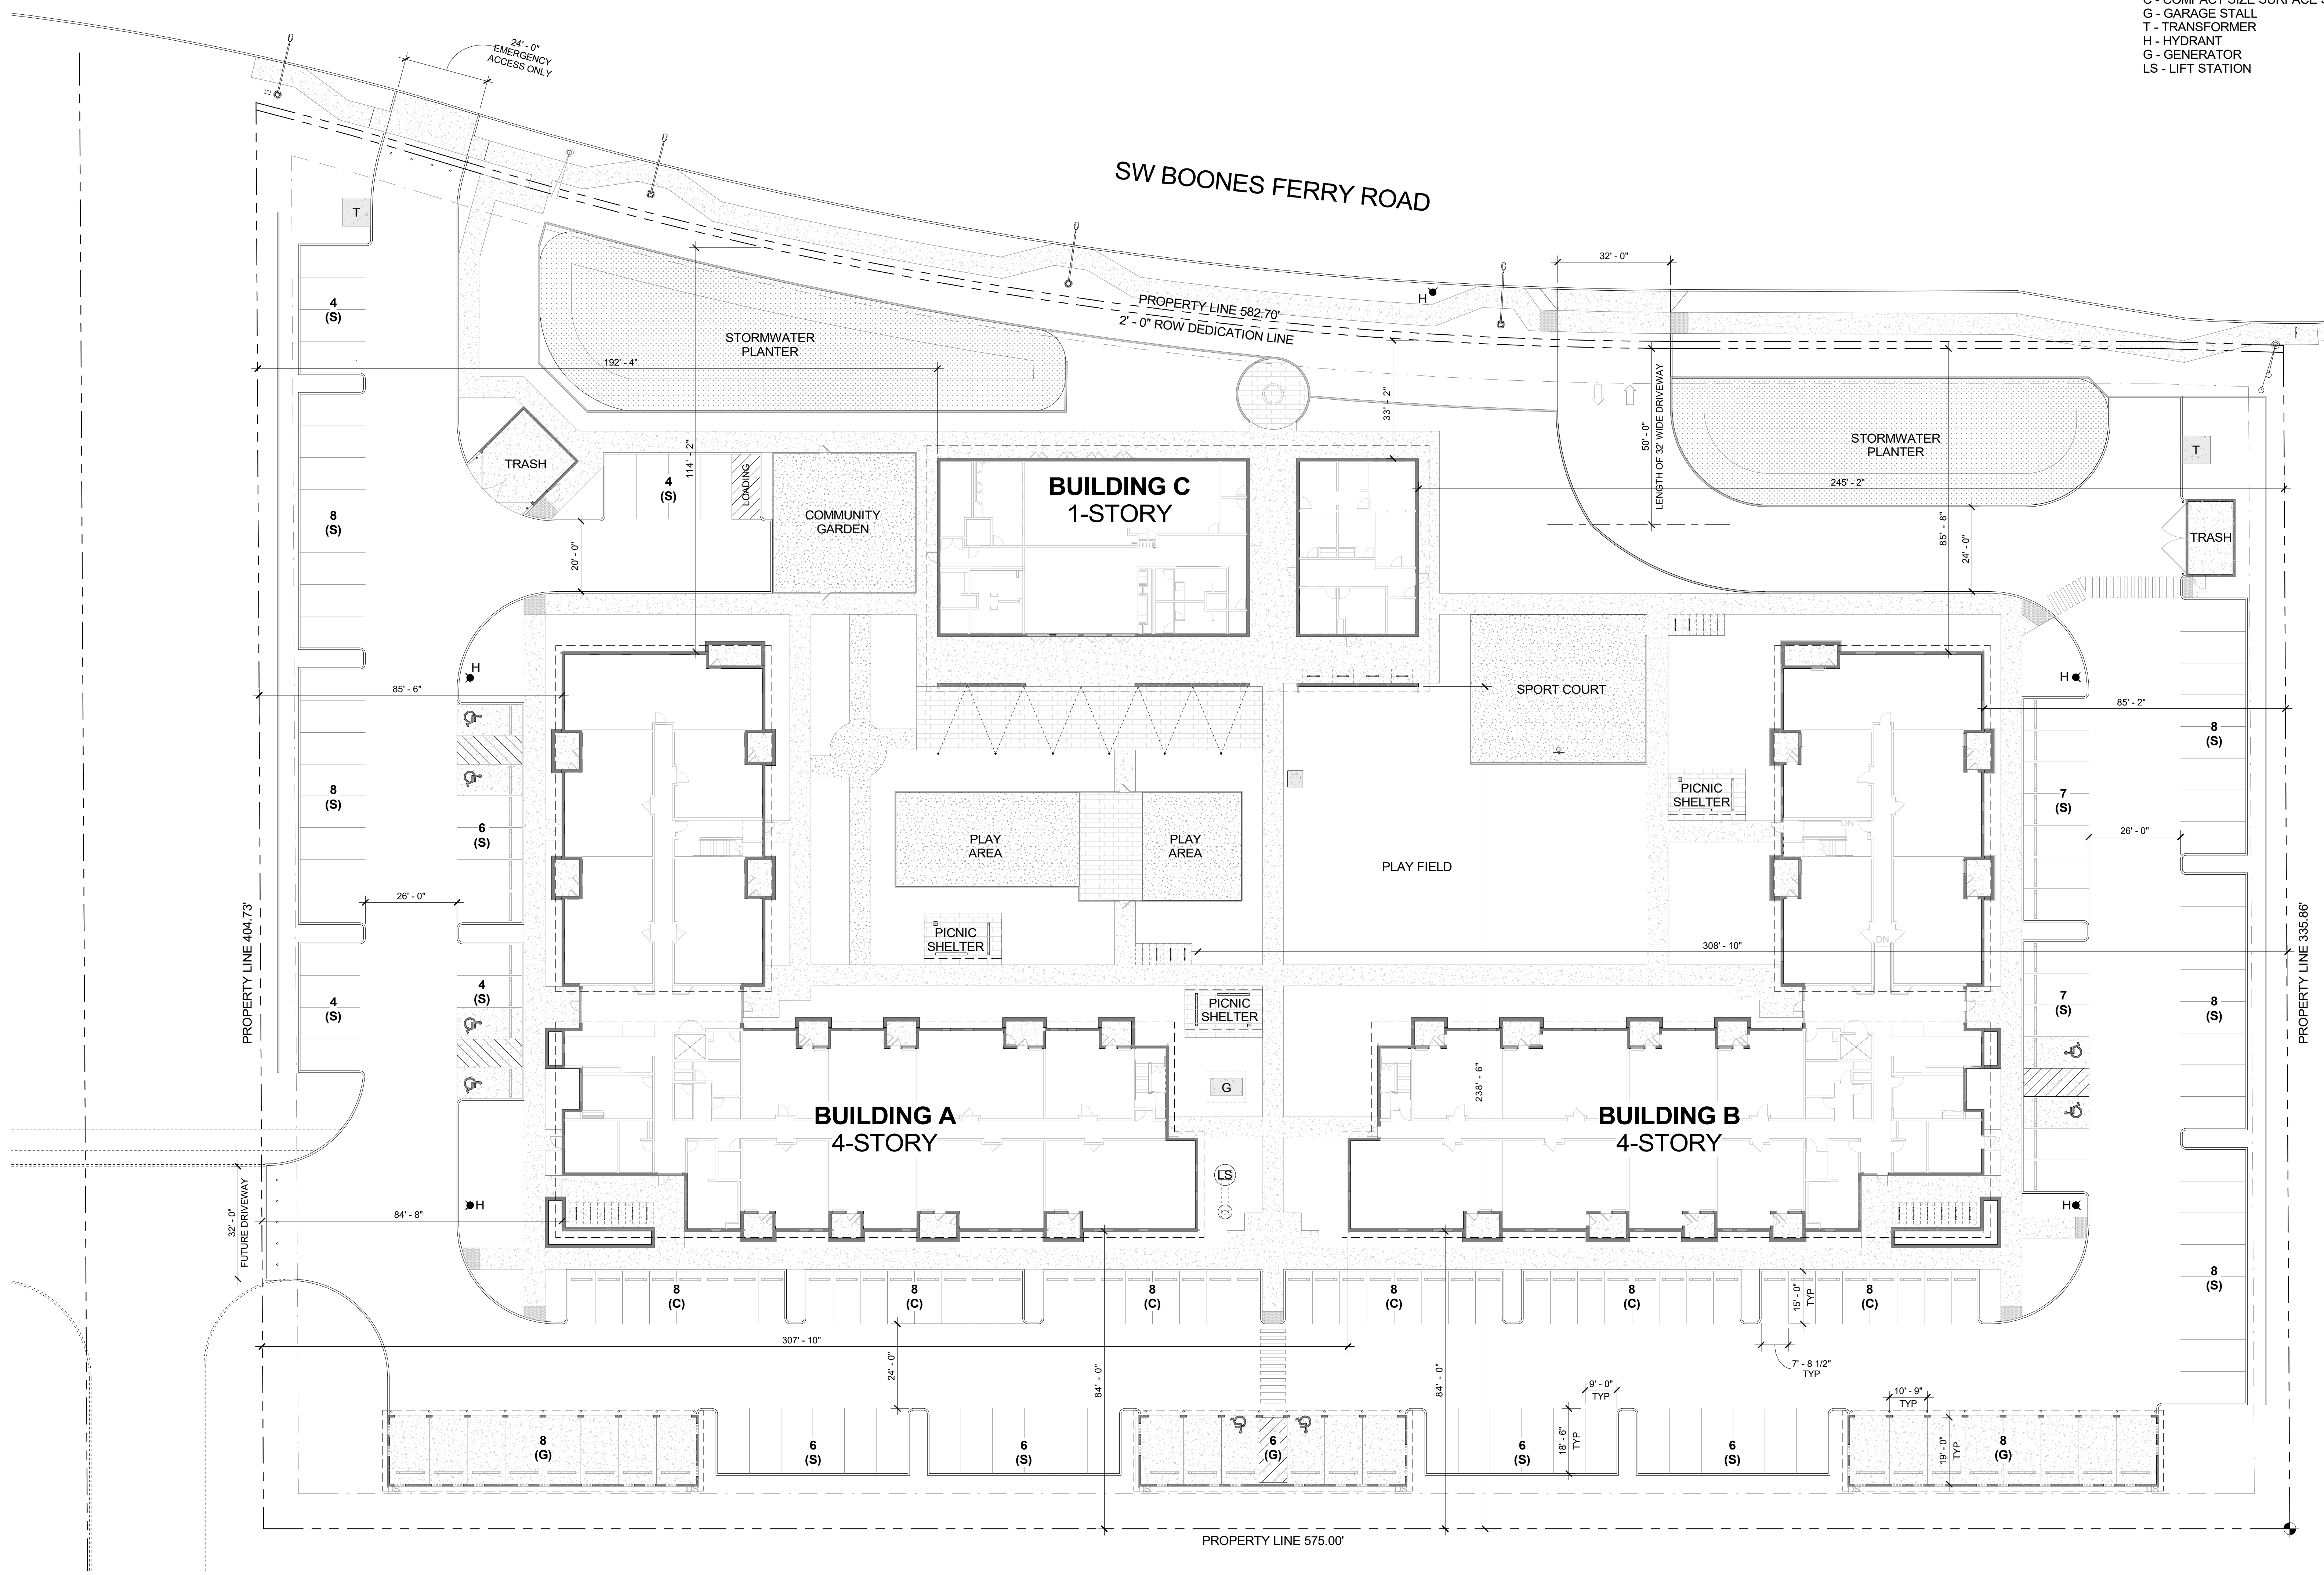 C - COMPACT SIZE SURFACE
G - GARAGE STALL
T - TRANSFORMER
H - HYDRANT
G - GENERATOR
LS - LIFT STATION
24' - 0"
EMERGENCY
ACCESS ONLY
SW BOONES FERRY ROAD
T
32' - 0"
H
PROPERTY LINE 582.70'
2' - 0" ROW DEDICATION LINE
4
(S)
STORMWATER
PLANTER
192' - 4"
33' - 2"
50' - 0"
LENGTH OF 32' WIDE DRIVEWAY
STORMWATER
PLANTER
T
114' - 2"
TRASH
4
(S)
LOADING
COMMUNITY
GARDEN
BUILDING C
1-STORY
245' - 2"
8
(S)
20' - 0"
85' - 8"
24' - 0"
TRASH
H
H
85' - 6"
SPORT COURT
85' - 2"
8
(S)
8
(S)
PICNIC
SHELTER
7
(S)
6
(S)
DN
26' - 0"
PLAY
AREA
PLAY
AREA
PLAY FIELD
26' - 0"
PROPERTY LINE 404.73'
PICNIC
SHELTER
DN
308' - 10"
PROPERTY LINE 335.86'
4
(S)
4
(S)
PICNIC
SHELTER
7
(S)
8
(S)
G
238' - 6"
BUILDING A
4-STORY
BUILDING B
4-STORY
LS
32' - 0"
FUTURE DRIVEWAY
84' - 8"
H
H
8
(C)
8
(C)
8
(C)
8
(C)
8
(C)
8
(C)
15' - 0"
TYP
8
(S)
307' - 10"
24' - 0"
84' - 0"
84' - 0"
7' - 8 1/2"
TYP
9' - 0"
TYP
10' - 9"
TYP
8
(G)
6
(S)
6
(S)
6
(G)
6
(S)
18' - 6"
TYP
6
(S)
19' - 0"
TYP
8
(G)
PROPERTY LINE 575.00'